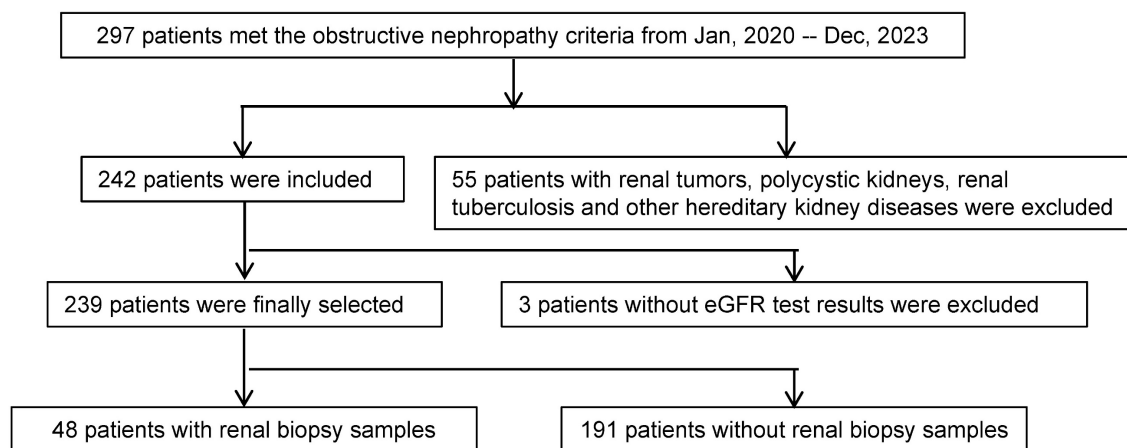 297 patients met the obstructive nephropathy criteria from Jan, 2020 -- Dec, 2023
242 patients were included
55 patients with renal tumors, polycystic kidneys, renal
tuberculosis and other hereditary kidney diseases were excluded
239 patients were finally selected
3 patients without eGFR test results were excluded
48 patients with renal biopsy samples
191 patients without renal biopsy samples